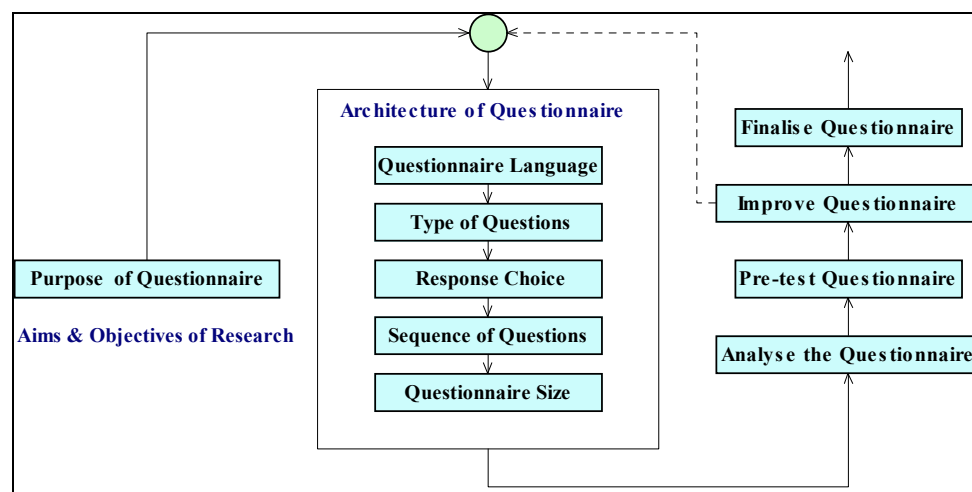 Architecture of Questionnaire
Questionnaire Language
Type of Questions
Response Choice
Sequence of Questions
Questionnaire Size
Purpose of Questionnaire
Aims & Objectives of Research
Finalise Questionnaire
Improve Questionnaire
Pre-test Questionnaire
Analyse the Questionnaire